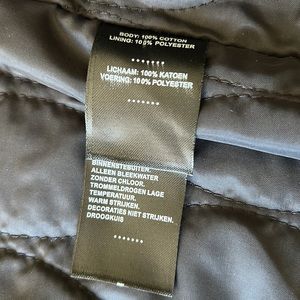 BODY: 100% COTTON
LINING: 100% POLYESTER
LICHAAM: 100% KATOEN
VOERING: 100% POLYESTER
BINNENSTEBUITEN.
ALLEEN BLEEKWATER
ZONDER CHLOOR.
TROMMELDROGEN LAGE
TEMPERATUUR.
WARM STRIJKEN.
DECORATIES NIET STRIJKEN.
DROOGKUIS